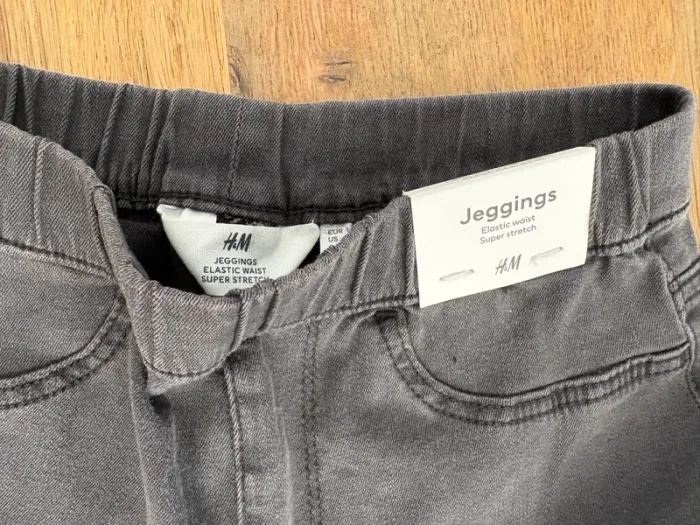 H&M
JEGGINGS
ELASTIC WAIST
SUPER STRETCH
EUR
US
Jeggings
Elastic waist
Super stretch
H&M